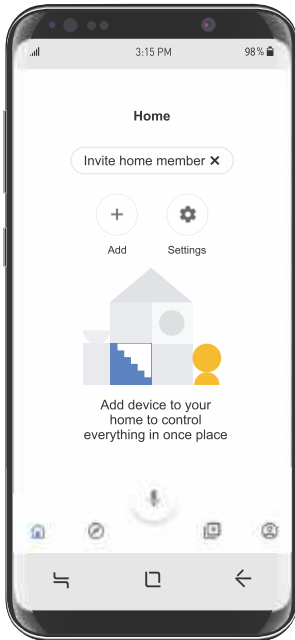 3:15 PM 98%
Home
Invite home member ✕
Add Settings
Add device to your
home to control
everything in once place